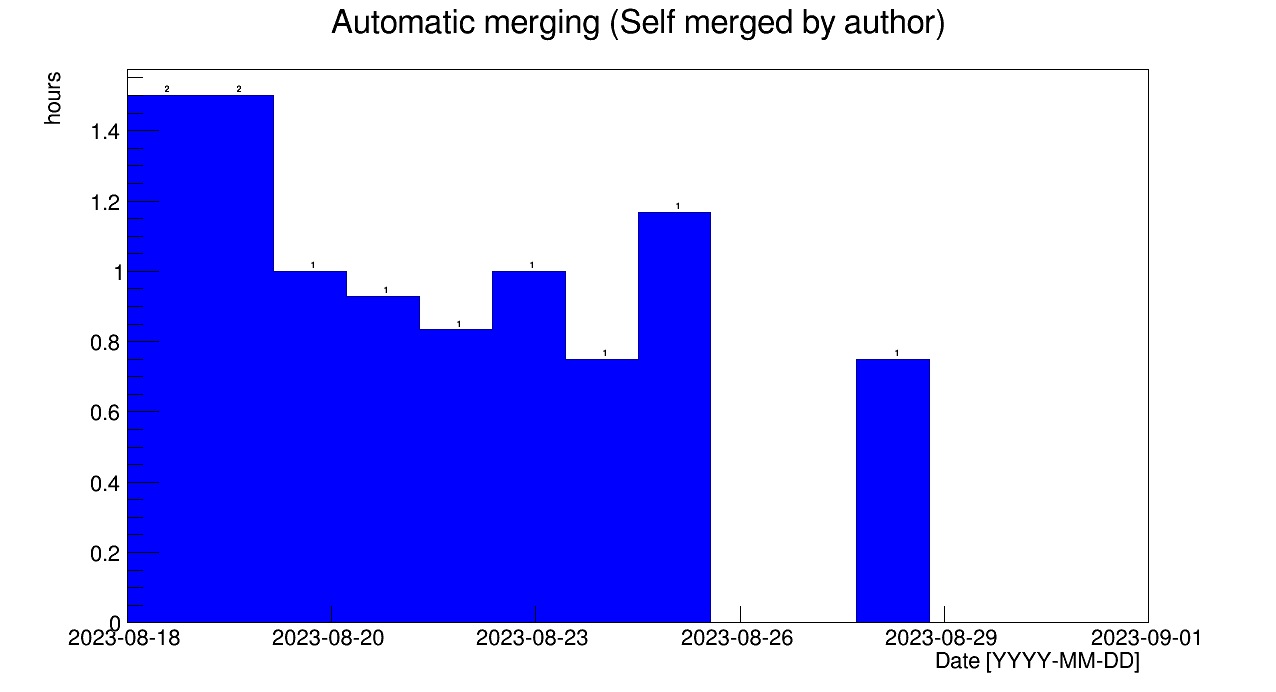 Automatic merging (Self merged by author)
hours
1.4
1.2
1
0.8
0.6
0.4
0.2
0
2 2 1 1 1 1 1 1 1
2023-08-18 2023-08-20 2023-08-23 2023-08-26 2023-08-29 2023-09-01
Date [YYYY-MM-DD]